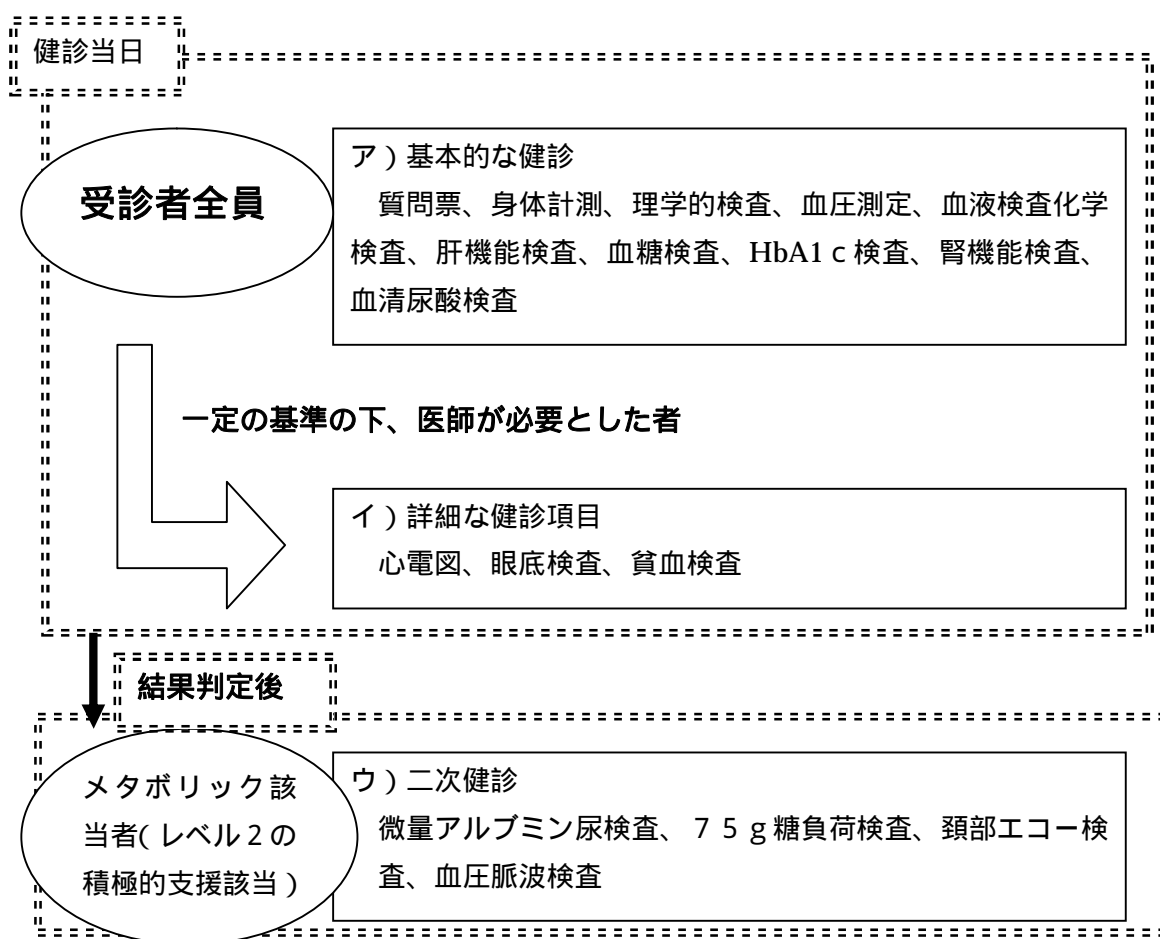 健診当日
受診者全員
ア）基本的な健診
質問票、身体計測、理学的検査、血圧測定、血液検査化学
検査、肝機能検査、血糖検査、HbA1ｃ検査、腎機能検査、
血清尿酸検査
一定の基準の下、医師が必要とした者
イ）詳細な健診項目
心電図、眼底検査、貧血検査
結果判定後
メタボリック該
当者(レベル２の
積極的支援該当）
ウ）二次健診
微量アルブミン尿検査、７５ｇ糖負荷検査、頚部エコー検
査、血圧脈波検査